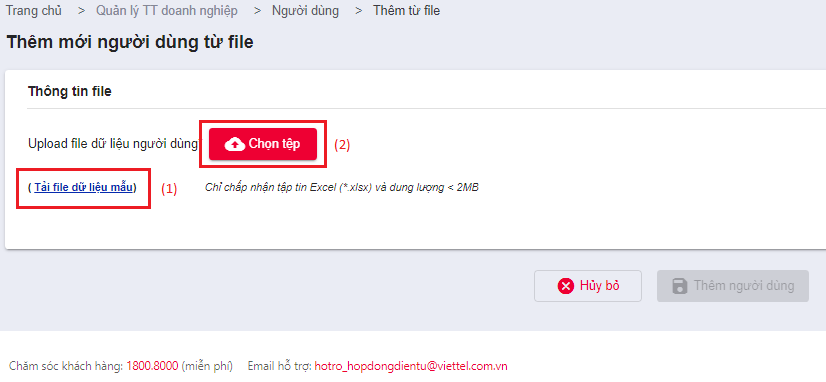 Trang chủ > Quản lý TT doanh nghiệp > Người dùng > Thêm từ file
Thêm mới người dùng từ file
Thông tin file
Upload file dữ liệu người dùng Chọn tệp (2)
( Tải file dữ liệu mẫu) (1) Chỉ chấp nhận tập tin Excel (*.xlsx) và dung lượng < 2MB
Hủy bỏ Thêm người dùng
Chăm sóc khách hàng: 1800.8000 (miễn phí) Email hỗ trợ: hotro_hopdongdientu@viettel.com.vn